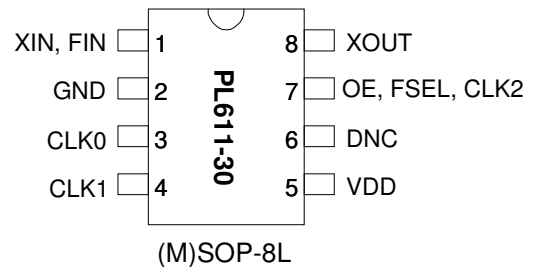 XIN, FIN 1 8 XOUT
GND 2 7 OE, FSEL, CLK2
CLK0 3 6 DNC
CLK1 4 5 VDD
PL611-30
(M)SOP-8L